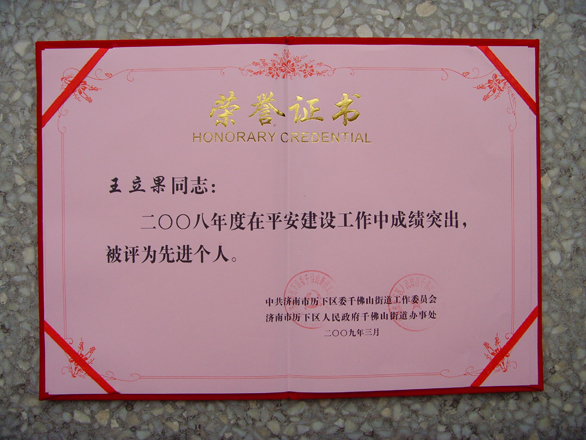 荣誉证书
HONORARY CREDENTIAL
王立果同志：
二〇〇八年度在平安建设工作中成绩突出，
被评为先进个人。
中共济南市历下区委千佛山街道工作委员会
济南市历下区人民政府千佛山街道办事处
二〇〇九年三月